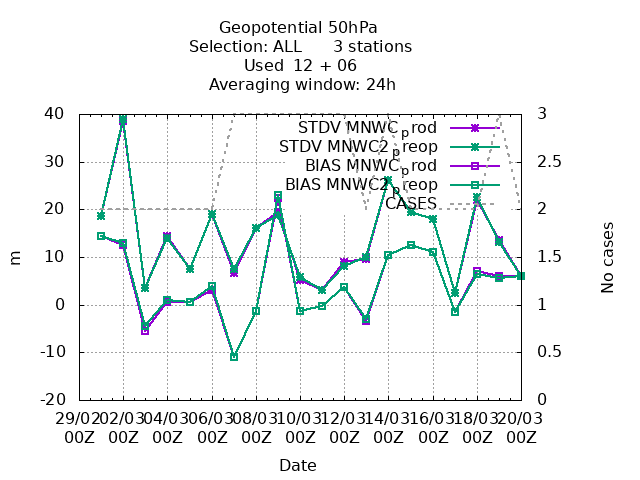 Geopotential 50hPa
Selection: ALL 3 stations
Used 12 + 06
Averaging window: 24h
STDV MNWC_prod
STDV MNWC2_preop
BIAS MNWC_prod
BIAS MNWC2_preop
CASES
40
30
20
10
0
-10
-20
m
3
2.5
2
1.5
1
0.5
0
No cases
29/02 02/03 04/03 06/03 08/03 10/03 12/03 14/03 16/03 18/03 20/03
00Z 00Z 00Z 00Z 00Z 00Z 00Z 00Z 00Z 00Z 00Z
Date